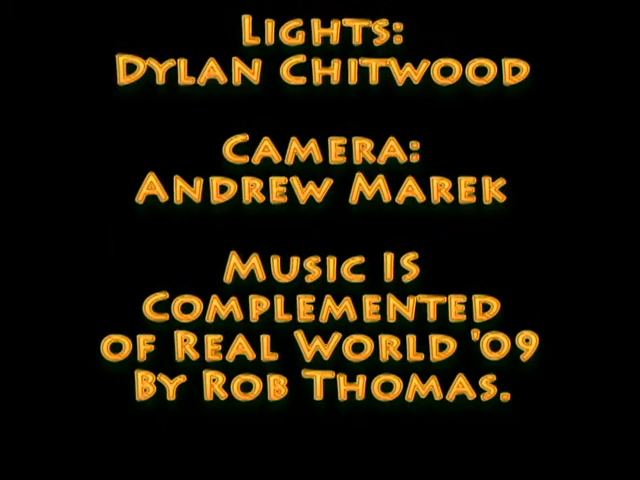 Lights:
Dylan Chitwood
Camera:
Andrew Marek
Music is
Complemented
of Real World '09
by Rob Thomas.